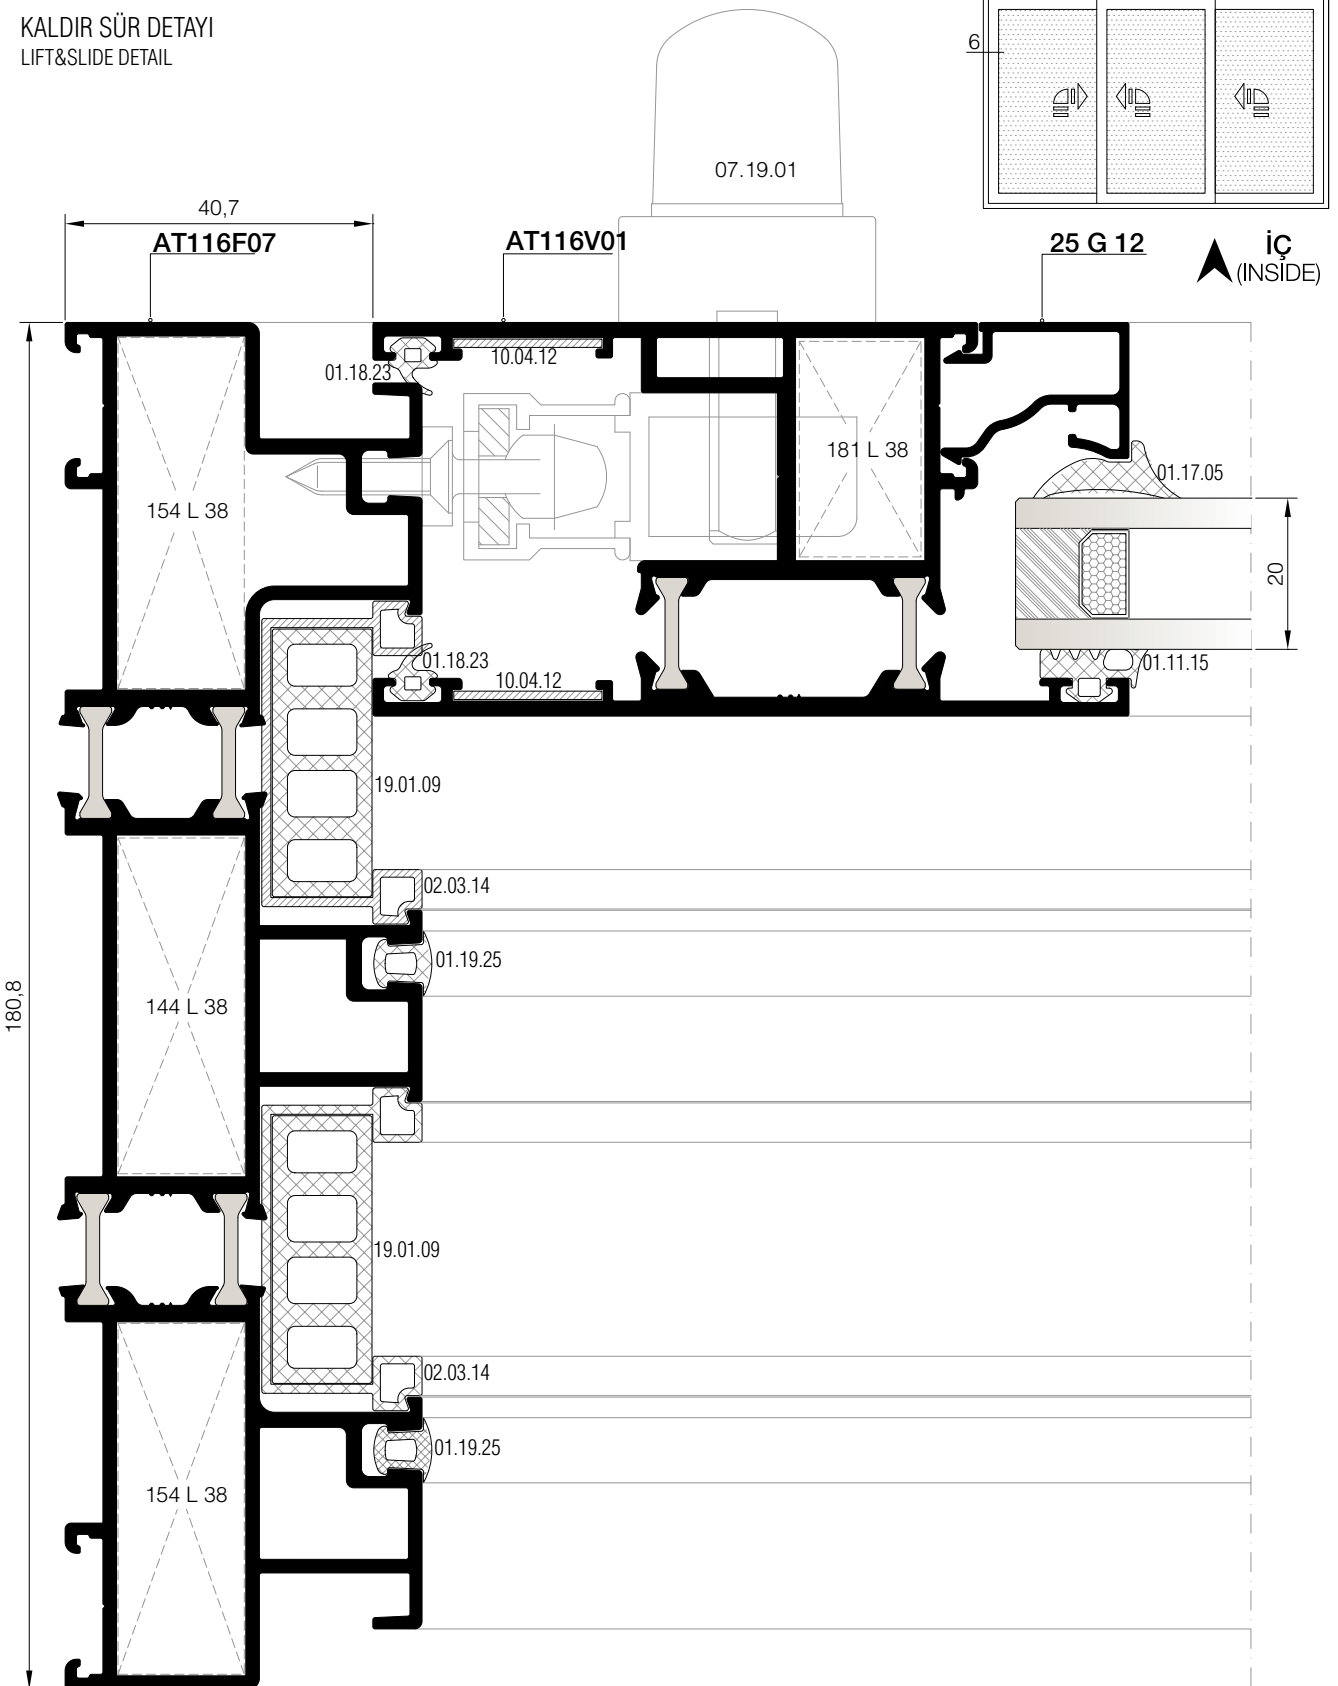 KALDIR SÜR DETAYI
LIFT&SLIDE DETAIL
6
07.19.01
40,7
AT116F07
AT116V01
25 G 12
İÇ
(INSİDE)
10.04.12
01.18.23
181 L 38
01.17.05
154 L 38
20
01.18.23
01.11.15
10.04.12
19.01.09
02.03.14
01.19.25
180,8
144 L 38
19.01.09
02.03.14
01.19.25
154 L 38